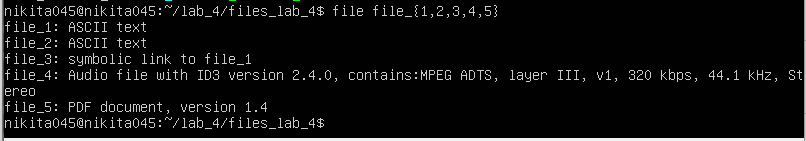 nikita045@nikita045:~/lab_4/files_lab_4$ file file_{1,2,3,4,5}
file_1: ASCII text
file_2: ASCII text
file_3: symbolic link to file_1
file_4: Audio file with ID3 version 2.4.0, contains:MPEG ADTS, layer III, v1, 320 kbps, 44.1 kHz, St
ereo
file_5: PDF document, version 1.4
nikita045@nikita045:~/lab_4/files_lab_4$